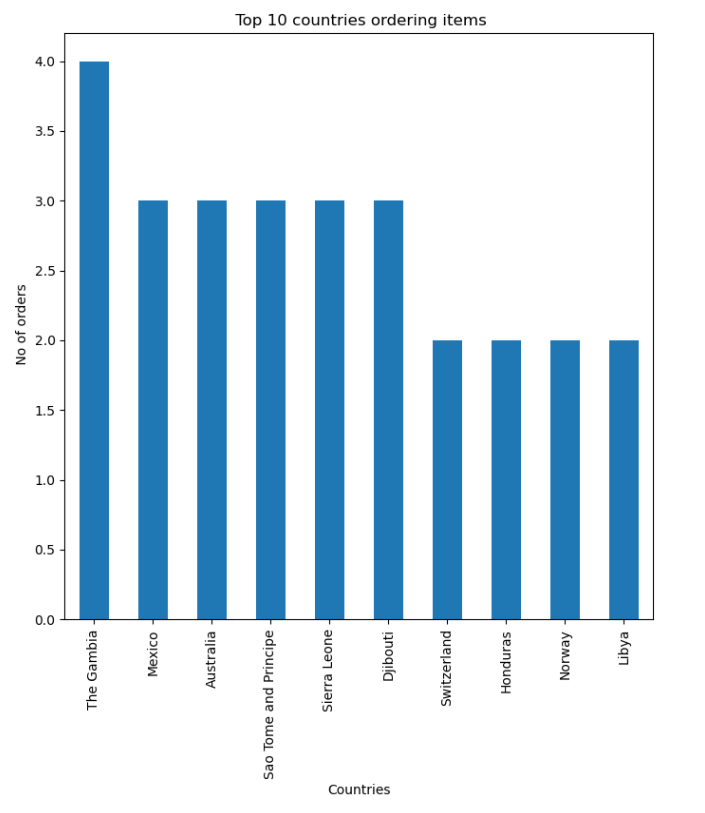 Top 10 countries ordering items
No of orders
4.0
3.5
3.0
2.5
2.0
1.5
1.0
0.5
0.0
The Gambia
Mexico
Australia
Sao Tome and Principe
Sierra Leone
Djibouti
Switzerland
Honduras
Norway
Libya
Countries